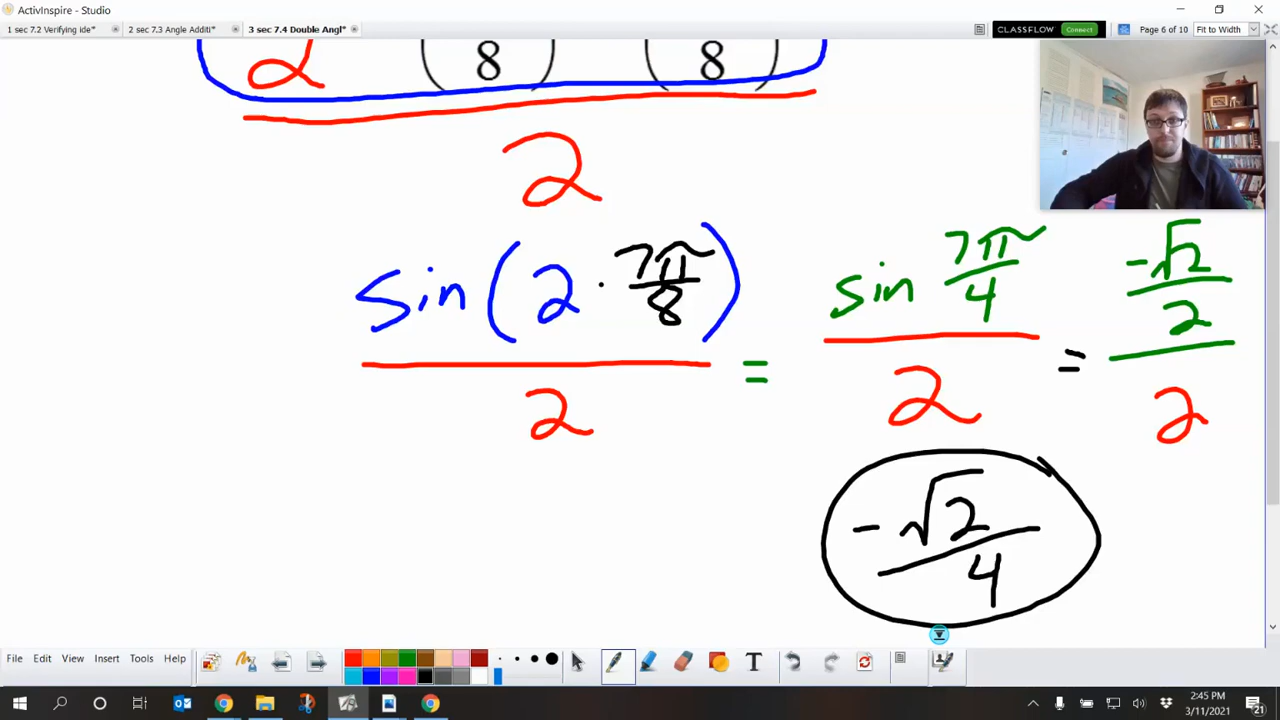 ActivInspire - Studio
1 sec 7.2 Verifying ide*
2 sec 7.3 Angle Additi*
3 sec 7.4 Double Angl*
CLASSFLOW Connect
Page 6 of 10
Fit to Width
2 (8) (8)
2
sin(2 · 7π/8)
2
=
sin 7π/4
2
=
-√2/2
2
-√2/4
File Edit View Insert Tools Help
T
2:45 PM
3/11/2021
21